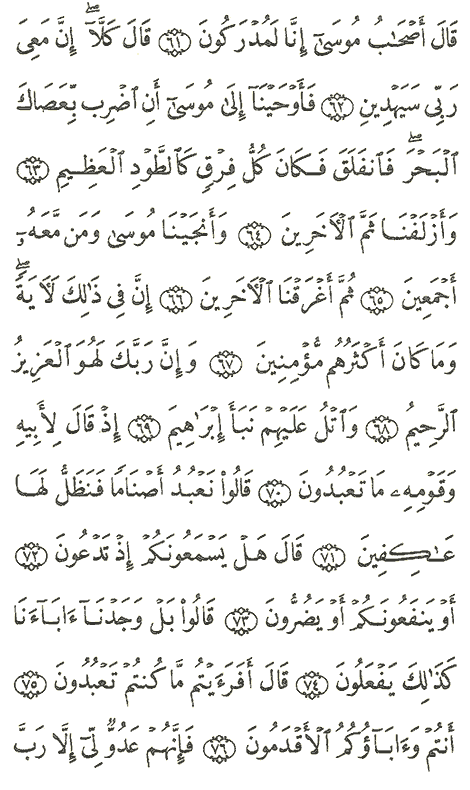 قَالَ أَصۡحَٰبُ مُوسَىٰٓ إِنَّا لَمُدۡرَكُونَ ٦١ قَالَ كَلَّآۖ إِنَّ مَعِىَ
رَبِّى سَيَهۡدِينِ ٦٢ فَأَوۡحَيۡنَآ إِلَىٰ مُوسَىٰٓ أَنِ ٱضۡرِب بِّعَصَاكَ
ٱلۡبَحۡرَۖ فَٱنفَلَقَ فَكَانَ كُلُّ فِرۡقٖ كَٱلطَّوۡدِ ٱلۡعَظِيمِ ٦٣
وَأَزۡلَفۡنَا ثَمَّ ٱلۡأٓخَرِينَ ٦٤ وَأَنجَيۡنَا مُوسَىٰ وَمَن مَّعَهُۥٓ
أَجۡمَعِينَ ٦٥ ثُمَّ أَغۡرَقۡنَا ٱلۡأٓخَرِينَ ٦٦ إِنَّ فِى ذَٰلِكَ لَأٓيَةٗۖ
وَمَا كَانَ أَكۡثَرُهُم مُّؤۡمِنِينَ ٦٧ وَإِنَّ رَبَّكَ لَهُوَ ٱلۡعَزِيزُ
ٱلرَّحِيمُ ٦٨ وَٱتۡلُ عَلَيۡهِمۡ نَبَأَ إِبۡرَٰهِيمَ ٦٩ إِذۡ قَالَ لِأَبِيهِ
وَقَوۡمِهِۦ مَا تَعۡبُدُونَ ٧٠ قَالُواْ نَعۡبُدُ أَصۡنَامٗا فَنَظَلُّ لَهَا
عَٰكِفِينَ ٧١ قَالَ هَلۡ يَسۡمَعُونَكُمۡ إِذۡ تَدۡعُونَ ٧٢
أَوۡ يَنفَعُونَكُمۡ أَوۡ يَضُرُّونَ ٧٣ قَالُواْ بَلۡ وَجَدۡنَآ ءَابَآءَنَا
كَذَٰلِكَ يَفۡعَلُونَ ٧٤ قَالَ أَفَرَءَيۡتُم مَّا كُنتُمۡ تَعۡبُدُونَ ٧٥
أَنتُمۡ وَءَابَآؤُكُمُ ٱلۡأَقۡدَمُونَ ٧٦ فَإِنَّهُمۡ عَدُوّٞ لِّىٓ إِلَّا رَبَّ